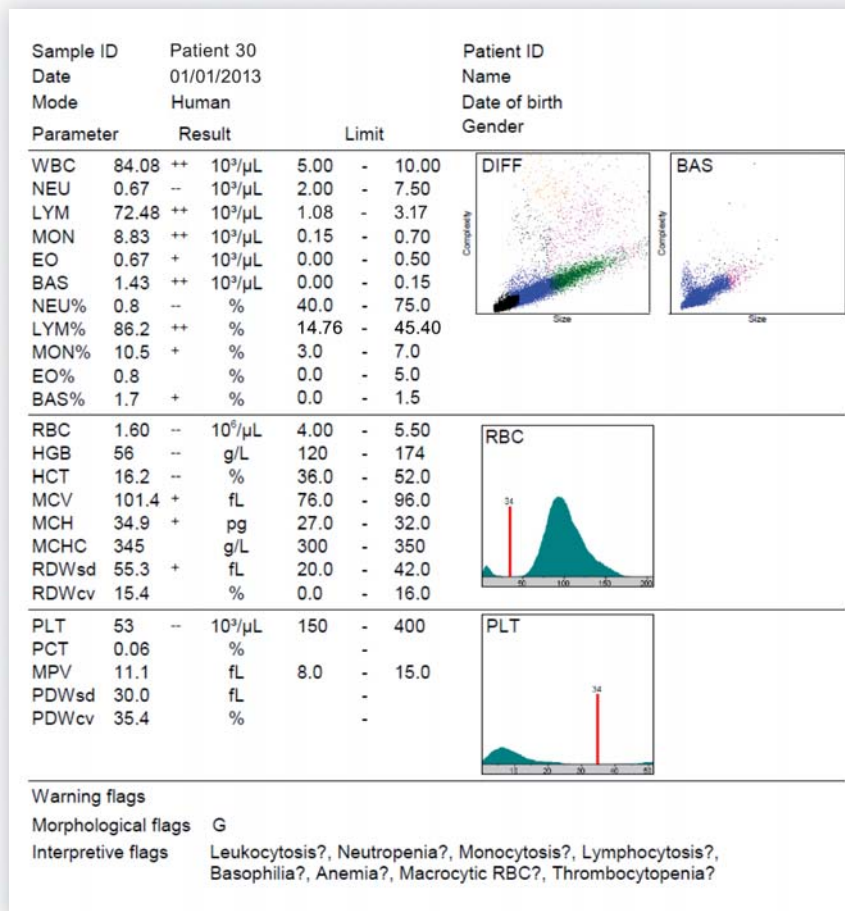 Sample ID Patient 30 Patient ID
Date 01/01/2013 Name
Mode Human Date of birth
Gender
Parameter Result Limit
WBC 84.08 ++ 10³/µL 5.00 - 10.00
NEU 0.67 -- 10³/µL 2.00 - 7.50
LYM 72.48 ++ 10³/µL 1.08 - 3.17
MON 8.83 ++ 10³/µL 0.15 - 0.70
EO 0.67 + 10³/µL 0.00 - 0.50
BAS 1.43 ++ 10³/µL 0.00 - 0.15
NEU% 0.8 -- % 40.0 - 75.0
LYM% 86.2 ++ % 14.76 - 45.40
MON% 10.5 + % 3.0 - 7.0
EO% 0.8 % 0.0 - 5.0
BAS% 1.7 + % 0.0 - 1.5
DIFF
Complexity
Size
BAS
Complexity
Size
RBC 1.60 -- 10⁶/µL 4.00 - 5.50
HGB 56 -- g/L 120 - 174
HCT 16.2 -- % 36.0 - 52.0
MCV 101.4 + fL 76.0 - 96.0
MCH 34.9 + pg 27.0 - 32.0
MCHC 345 g/L 300 - 350
RDWsd 55.3 + fL 20.0 - 42.0
RDWcv 15.4 % 0.0 - 16.0
RBC
34
50 100 150 200
PLT 53 -- 10³/µL 150 - 400
PCT 0.06 % -
MPV 11.1 fL 8.0 - 15.0
PDWsd 30.0 fL -
PDWcv 35.4 % -
PLT
34
10 20 30 40 50
Warning flags
Morphological flags G
Interpretive flags Leukocytosis?, Neutropenia?, Monocytosis?, Lymphocytosis?,
Basophilia?, Anemia?, Macrocytic RBC?, Thrombocytopenia?